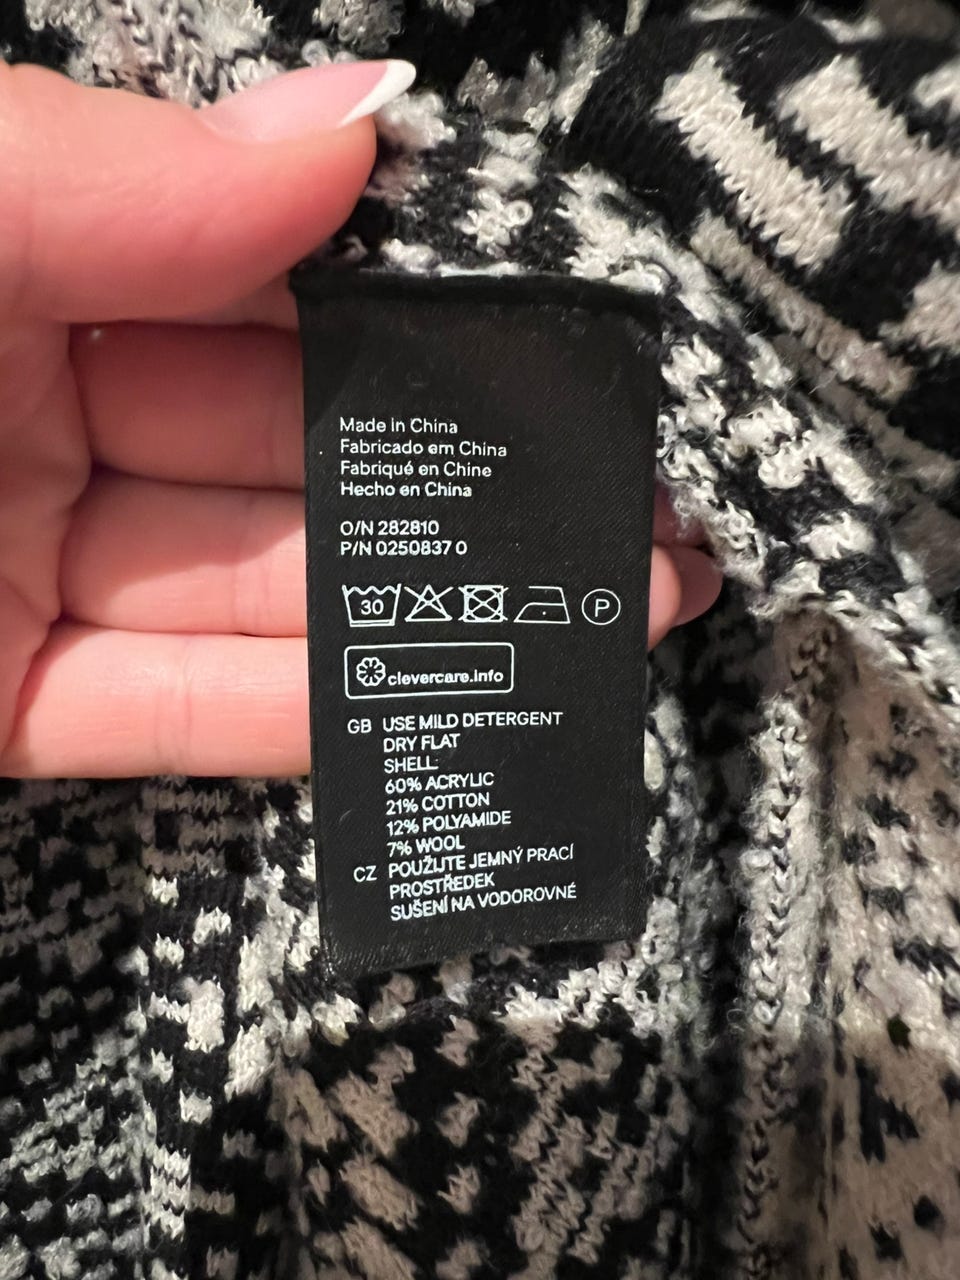 Made in China
Fabricado em China
Fabriqué en Chine
Hecho en China
O/N 282810
P/N 0250837 0
30
P
clevercare.info
GB USE MILD DETERGENT
DRY FLAT
SHELL:
60% ACRYLIC
21% COTTON
12% POLYAMIDE
7% WOOL
CZ POUŽIJTE JEMNÝ PRACÍ
PROSTŘEDEK
SUŠENÍ NA VODOROVNÉ